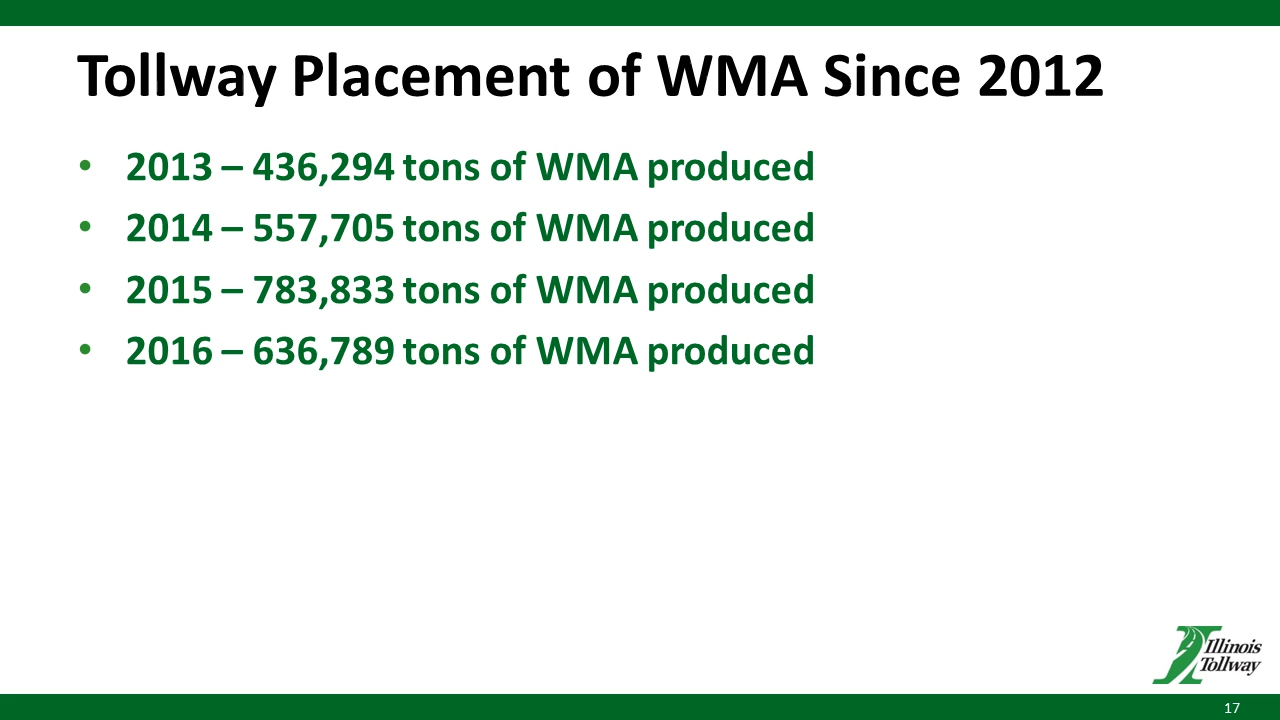 Tollway Placement of WMA Since 2012
• 2013 – 436,294 tons of WMA produced
• 2014 – 557,705 tons of WMA produced
• 2015 – 783,833 tons of WMA produced
• 2016 – 636,789 tons of WMA produced
Illinois
Tollway
17